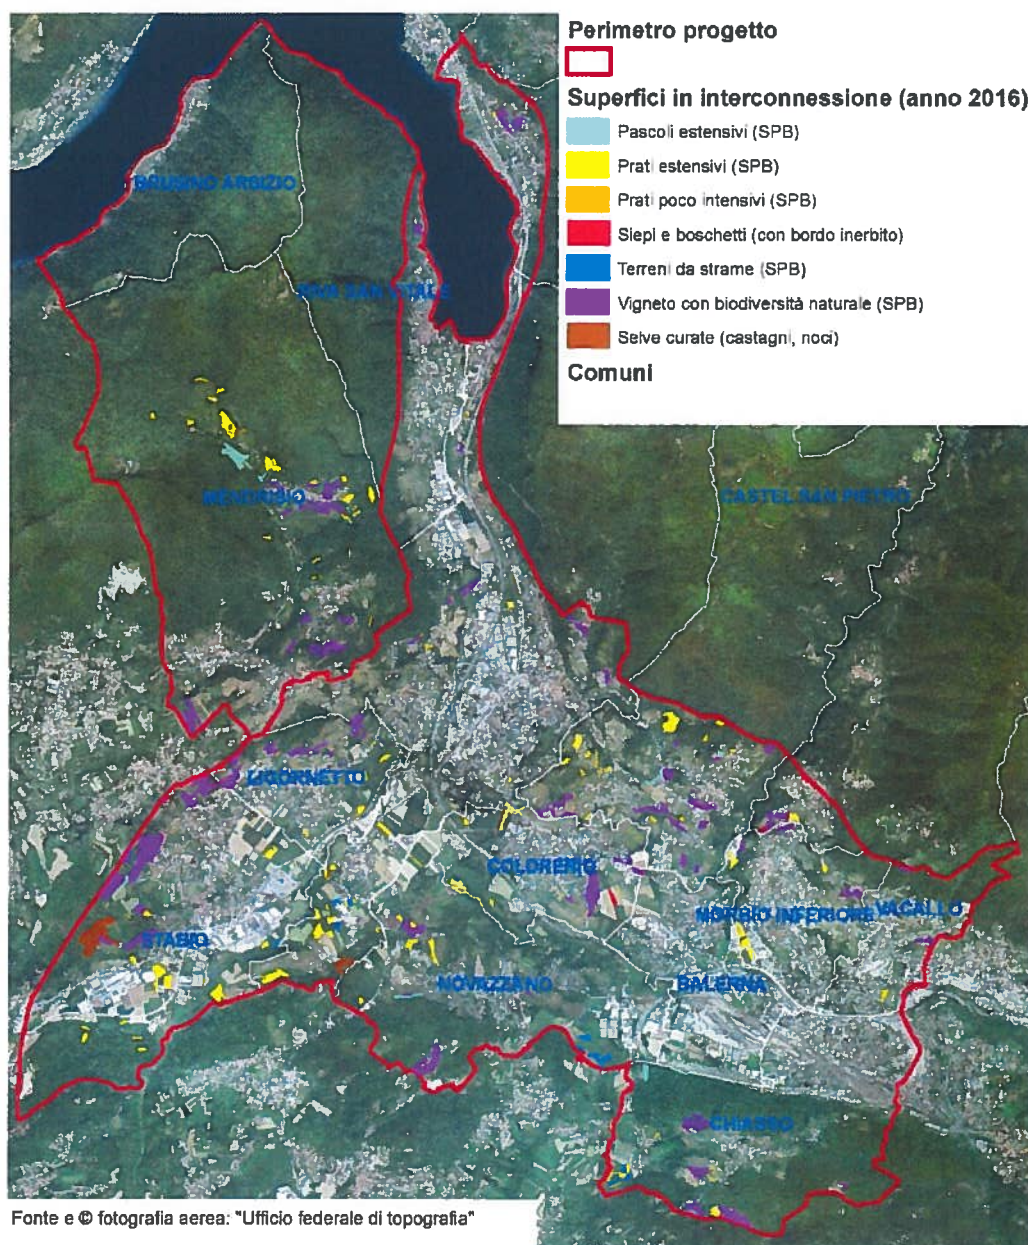 Perimetro progetto
Superfici in interconnessione (anno 2016)
Pascoli estensivi (SPB)
Prati estensivi (SPB)
Prati poco intensivi (SPB)
Siepi e boschetti (con bordo inerbito)
Terreni da strame (SPB)
Vigneto con biodiversità naturale (SPB)
Selve curate (castagni, noci)
Comuni
BRUSINO ARSIZIO
RIVA SAN VITALE
MENDRISIO
CASTEL SAN PIETRO
LIGORNETTO
COLDRERIO
MORBIO INFERIORE
VACALLO
STABIO
NOVAZZANO
BALERNA
CHIASSO
Fonte e © fotografia aerea: "Ufficio federale di topografia"